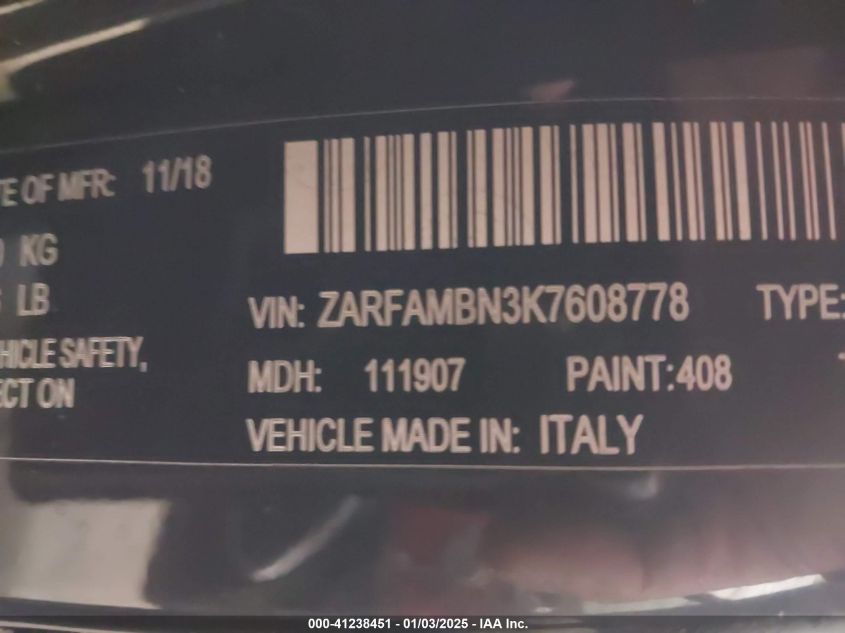 TE OF MFR: 11/18
KG
LB
VIN: ZARFAMBN3K7608778 TYPE:
HICLE SAFETY,
ECT ON
MDH: 111907 PAINT:408
VEHICLE MADE IN: ITALY
000-41238451 - 01/03/2025 - IAA Inc.